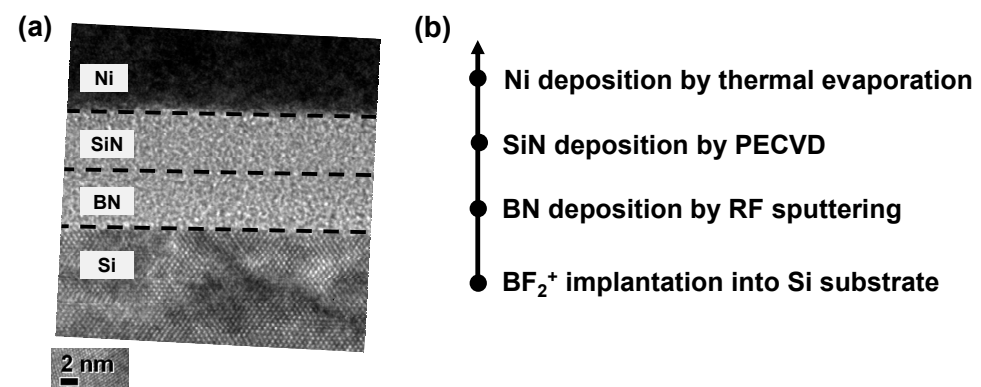 (a)
Ni
SiN
BN
Si
2 nm
(b)
Ni deposition by thermal evaporation
SiN deposition by PECVD
BN deposition by RF sputtering
BF₂⁺ implantation into Si substrate